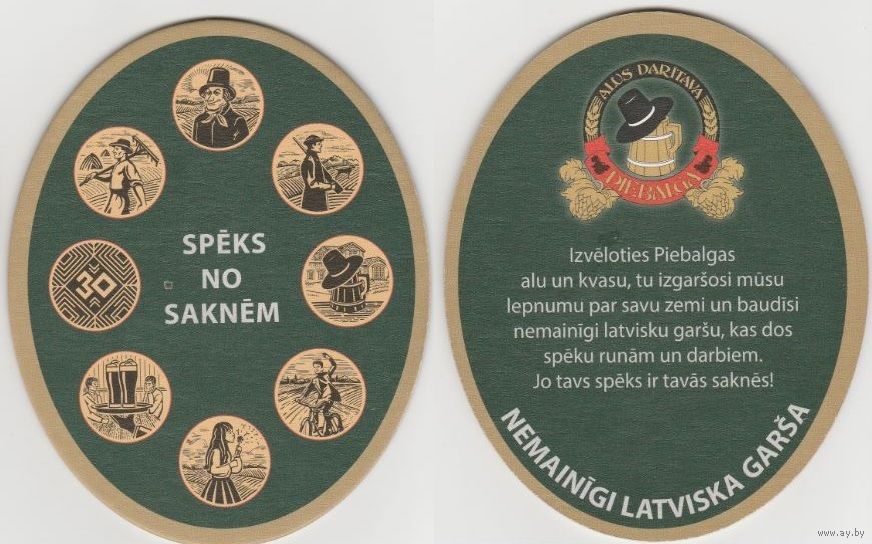 SPĒKS
NO
SAKNĒM
30
ALUS DARĪTAVA
PIEBALGA
Izvēloties Piebalgas
alu un kvasu, tu izgaršosi mūsu
lepnumu par savu zemi un baudīsi
nemainīgi latvisku garšu, kas dos
spēku runām un darbiem.
Jo tavs spēks ir tavās saknēs!
NEMAINĪGI LATVISKA GARŠA
www.ay.by